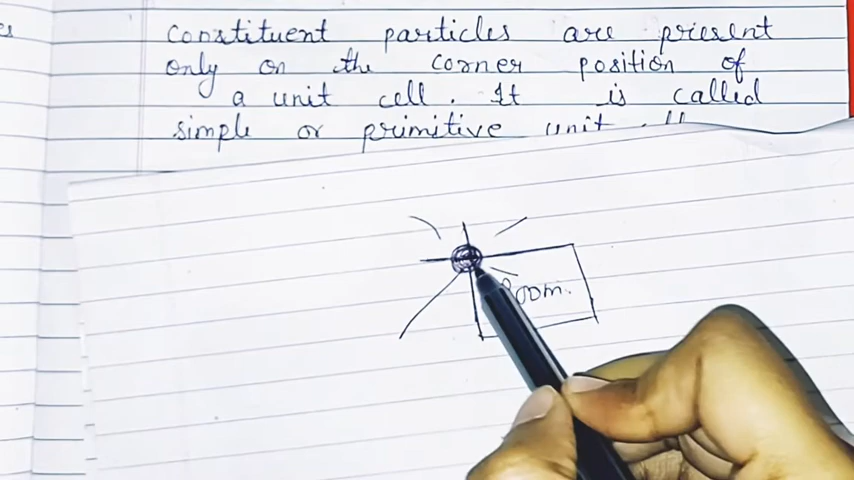 constituent particles are present
only on the corner position of
a unit cell. It is called
simple or primitive unit
Room.